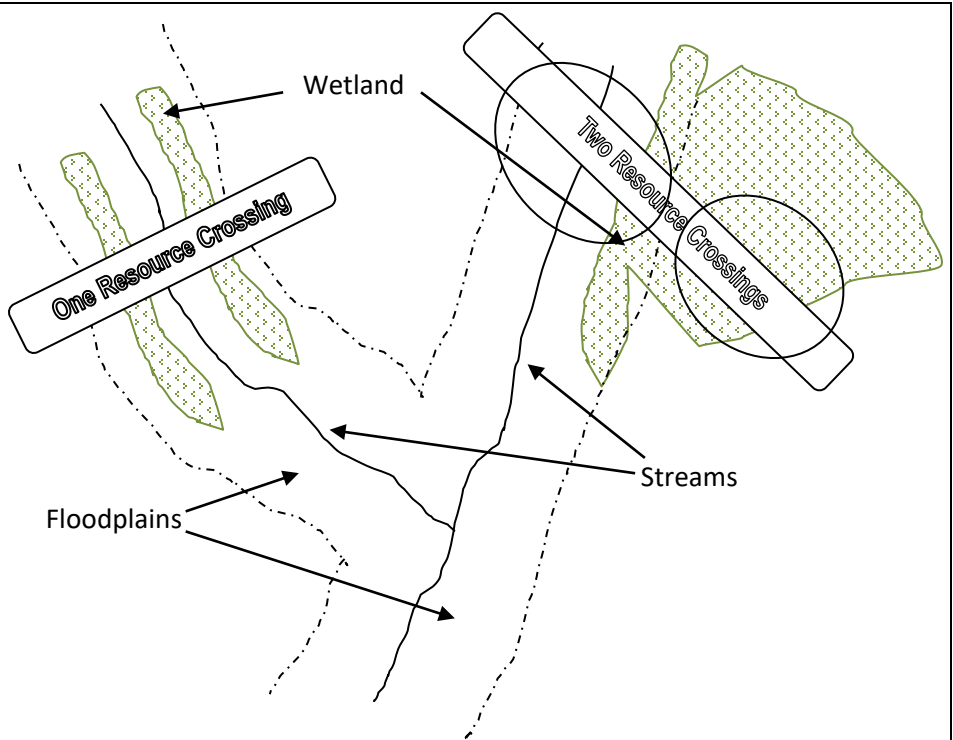 Wetland
Two Resource Crossings
One Resource Crossing
Streams
Floodplains